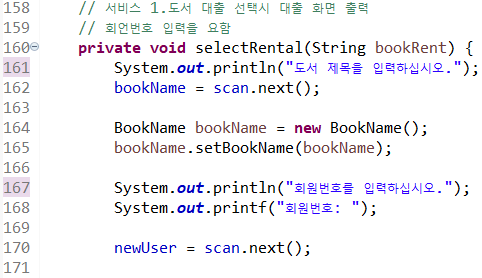 158 // 서비스 1.도서 대출 선택시 대출 화면 출력
159 // 회언번호 입력을 요함
160 private void selectRental(String bookRent) {
161 System.out.println("도서 제목을 입력하십시오.");
162 bookName = scan.next();
163
164 BookName bookName = new BookName();
165 bookName.setBookName(bookName);
166
167 System.out.println("회원번호를 입력하십시오.");
168 System.out.printf("회원번호: ");
169
170 newUser = scan.next();
171